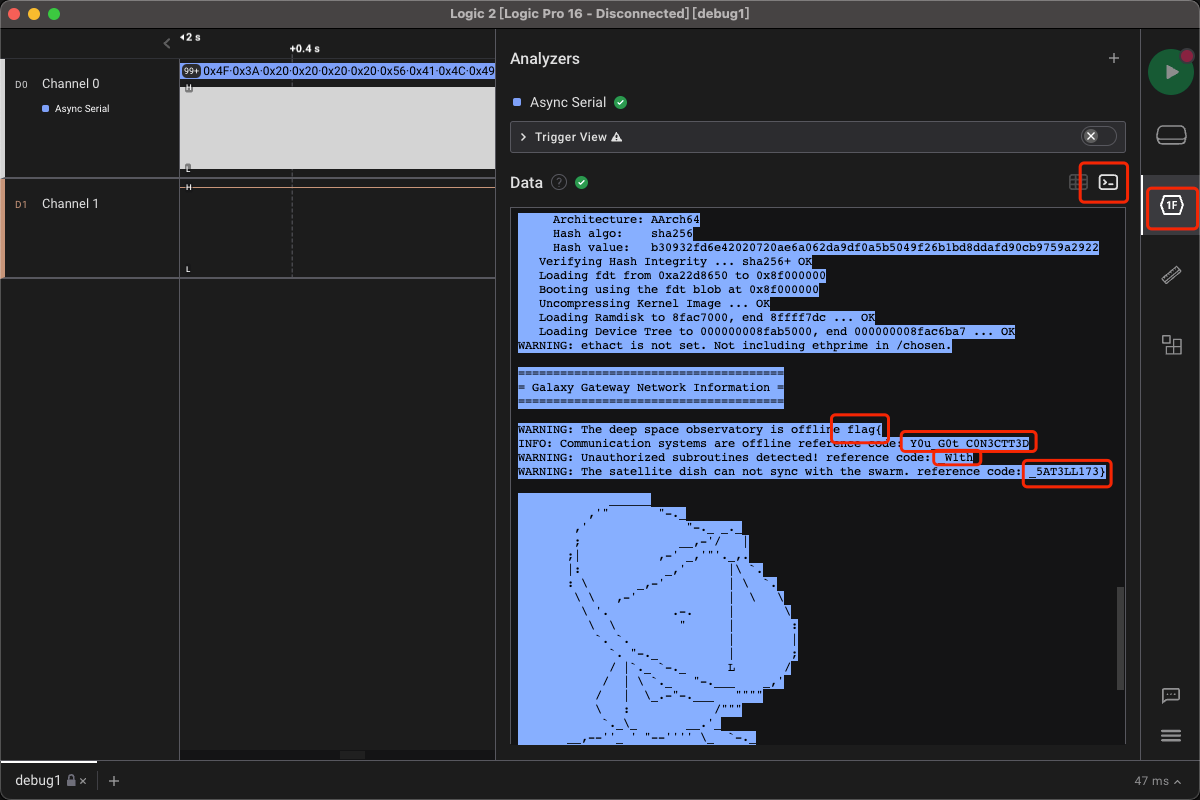 Logic 2 [Logic Pro 16 - Disconnected] [debug1]
2 s
+0.4 s
D0 Channel 0
Async Serial
99+ 0x4F·0x3A·0x20·0x20·0x20·0x20·0x56·0x41·0x4C·0x49
H
L
D1 Channel 1
H
L
Analyzers
Async Serial
Trigger View
Data
Architecture: AArch64
Hash algo: sha256
Hash value: b30932fd6e42020720ae6a062da9df0a5b5049f26b1bd8ddafd90cb9759a2922
Verifying Hash Integrity ... sha256+ OK
Loading fdt from 0xa22d8650 to 0x8f000000
Booting using the fdt blob at 0x8f000000
Uncompressing Kernel Image ... OK
Loading Ramdisk to 8fac7000, end 8ffff7dc ... OK
Loading Device Tree to 000000008fab5000, end 000000008fac6ba7 ... OK
WARNING: ethact is not set. Not including ethprime in /chosen.
======================================
= Galaxy Gateway Network Information =
======================================
WARNING: The deep space observatory is offline flag{
INFO: Communication systems are offline reference code: Y0u_G0t_C0N3CTT3D
WARNING: Unauthorized subroutines detected! reference code: _W1th
WARNING: The satellite dish can not sync with the swarm. reference code: _5AT3LL173}
1F
debug1
47 ms